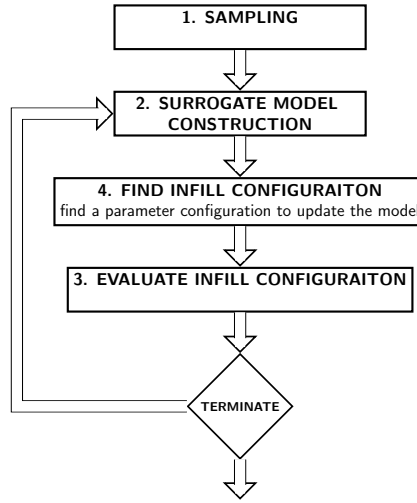 1. SAMPLING
2. SURROGATE MODEL
CONSTRUCTION
4. FIND INFILL CONFIGURAITON
find a parameter configuration to update the model
3. EVALUATE INFILL CONFIGURAITON
TERMINATE